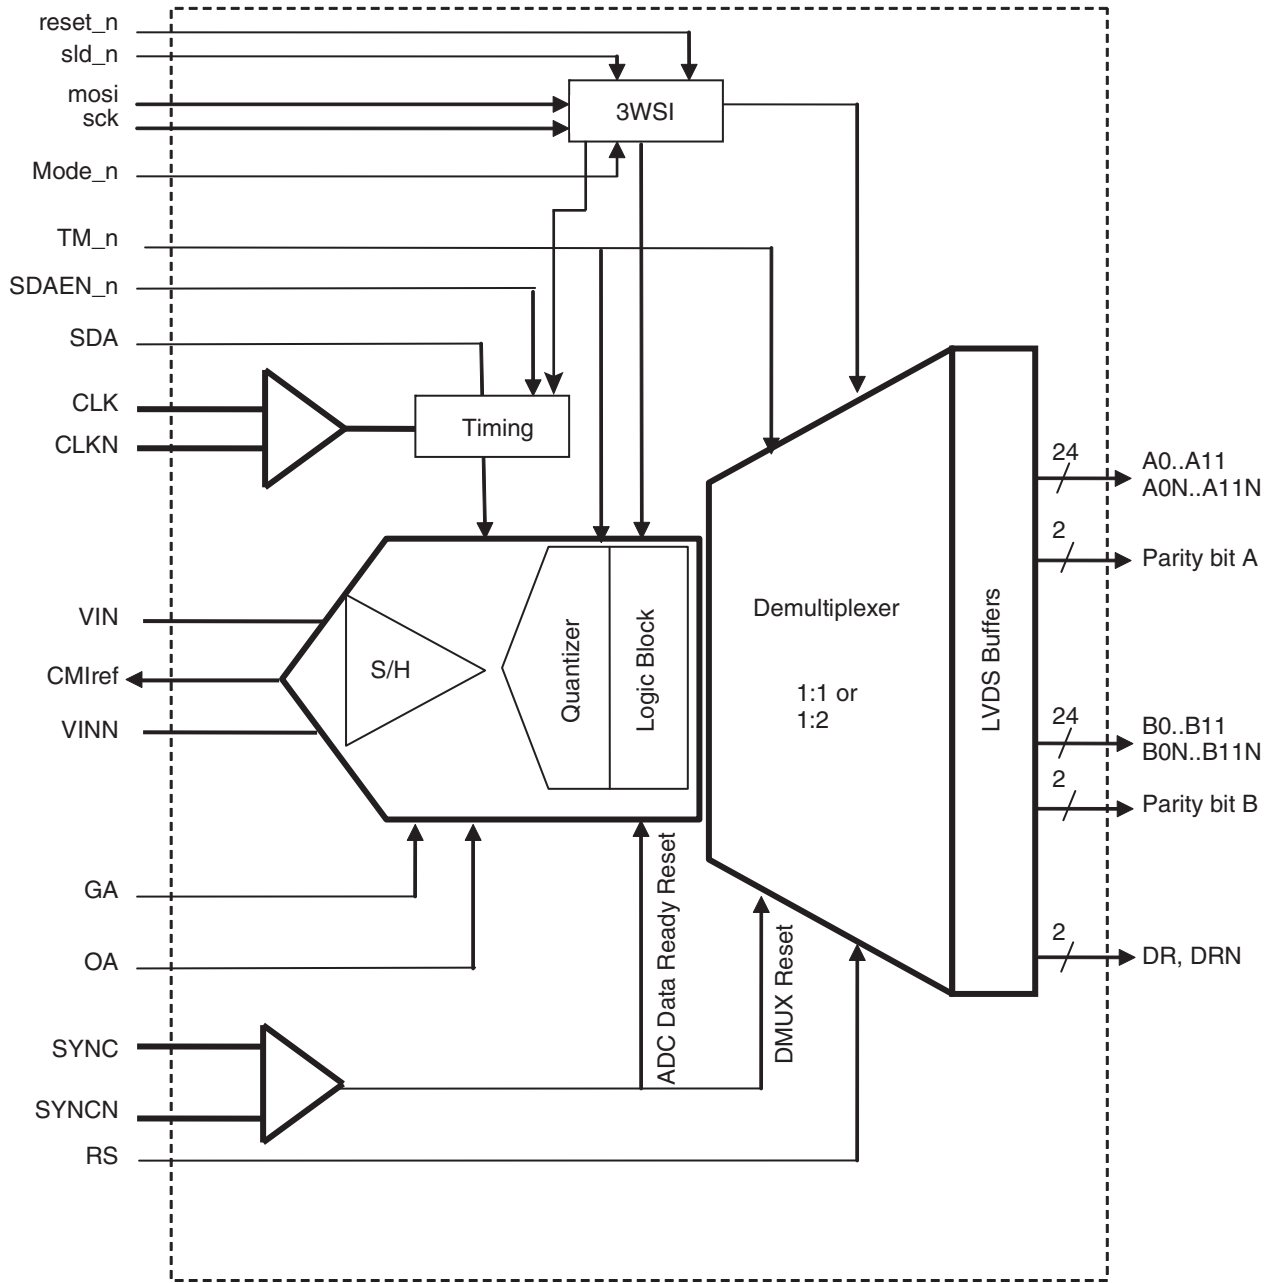 reset_n
sld_n
mosi
sck
3WSI
Mode_n
TM_n
SDAEN_n
SDA
CLK
CLKN
Timing
24
A0..A11
A0N..A11N
2
Parity bit A
VIN
CMIref
VINN
S/H
Quantizer
Logic Block
Demultiplexer
1:1 or
1:2
LVDS Buffers
24
B0..B11
B0N..B11N
2
Parity bit B
GA
OA
ADC Data Ready Reset
DMUX Reset
2
DR, DRN
SYNC
SYNCN
RS